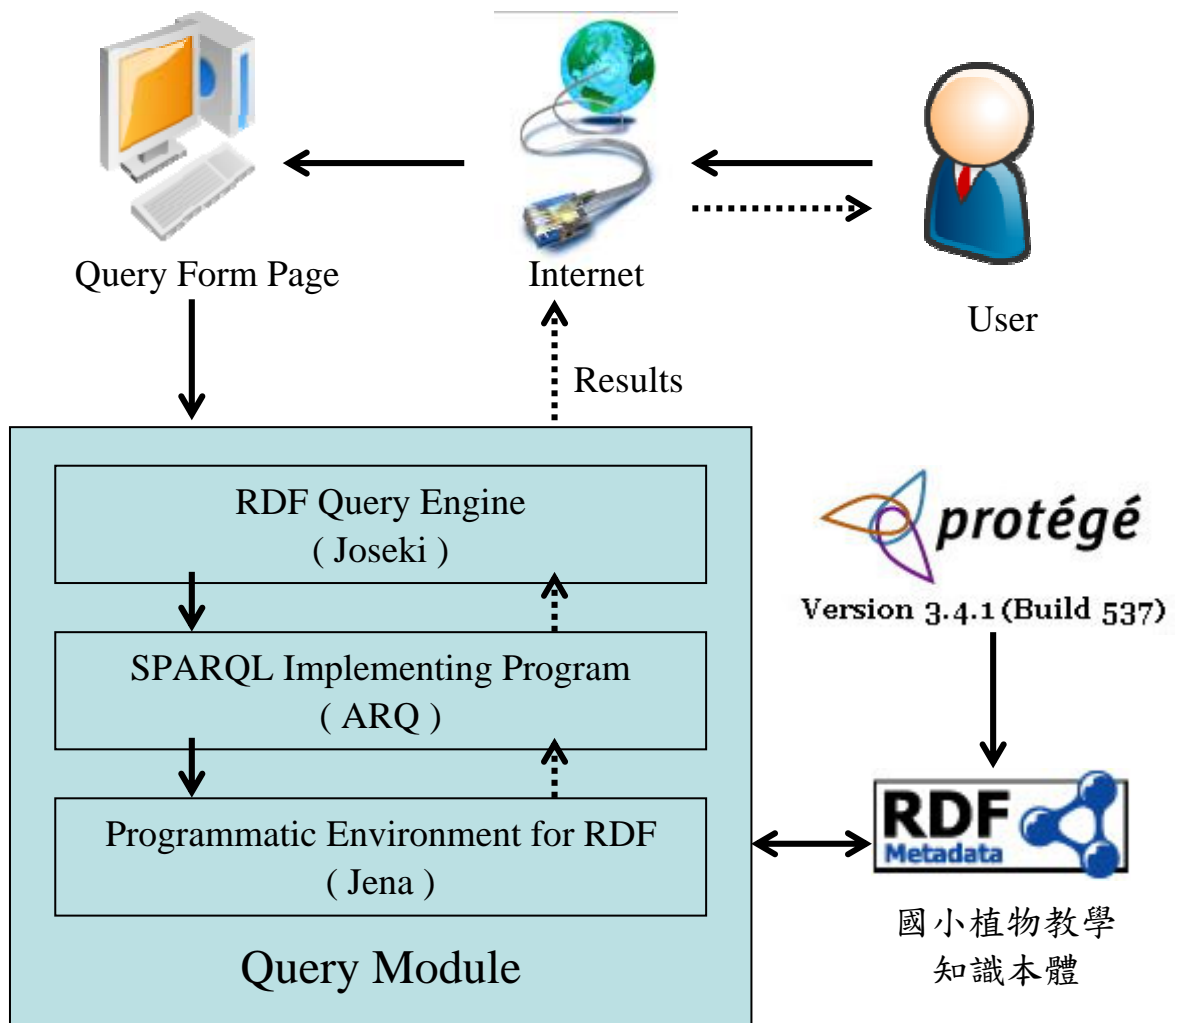 Query Form Page
Internet
User
Results
RDF Query Engine
( Joseki )
SPARQL Implementing Program
( ARQ )
Programmatic Environment for RDF
( Jena )
Query Module
protégé
Version 3.4.1 (Build 537)
RDF
Metadata
國小植物教學
知識本體